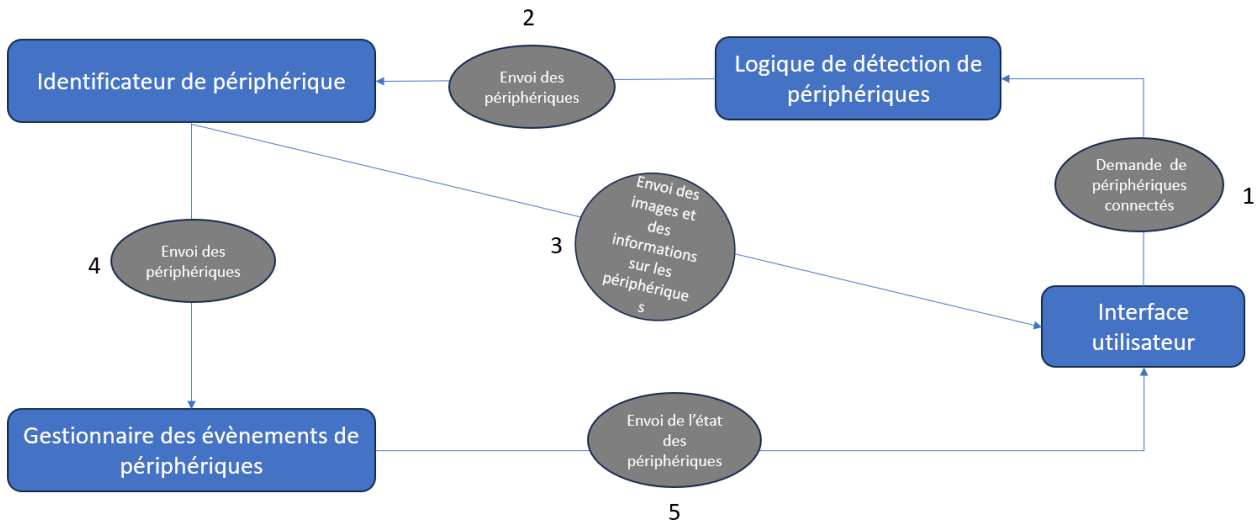 2
Identificateur de périphérique
Envoi des
périphériques
Logique de détection de
périphériques
Demande de
périphériques
connectés
1
Envoi des
images et
des
informations
sur les
périphérique
s
3
4
Envoi des
périphériques
Interface
utilisateur
Gestionnaire des évènements de
périphériques
Envoi de l'état
des
périphériques
5